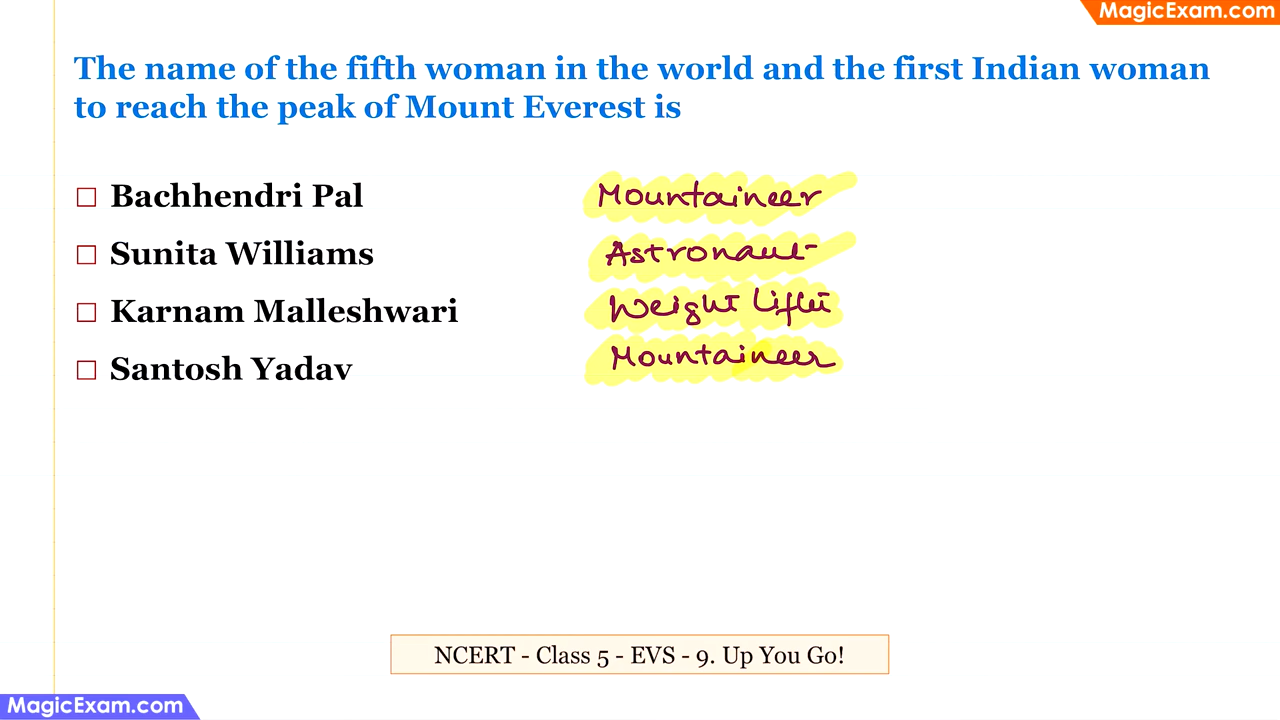 MagicExam.com
The name of the fifth woman in the world and the first Indian woman
to reach the peak of Mount Everest is
Bachhendri Pal Mountaineer
Sunita Williams Astronaut
Karnam Malleshwari Weight Lifter
Santosh Yadav Mountaineer
NCERT - Class 5 - EVS - 9. Up You Go!
MagicExam.com